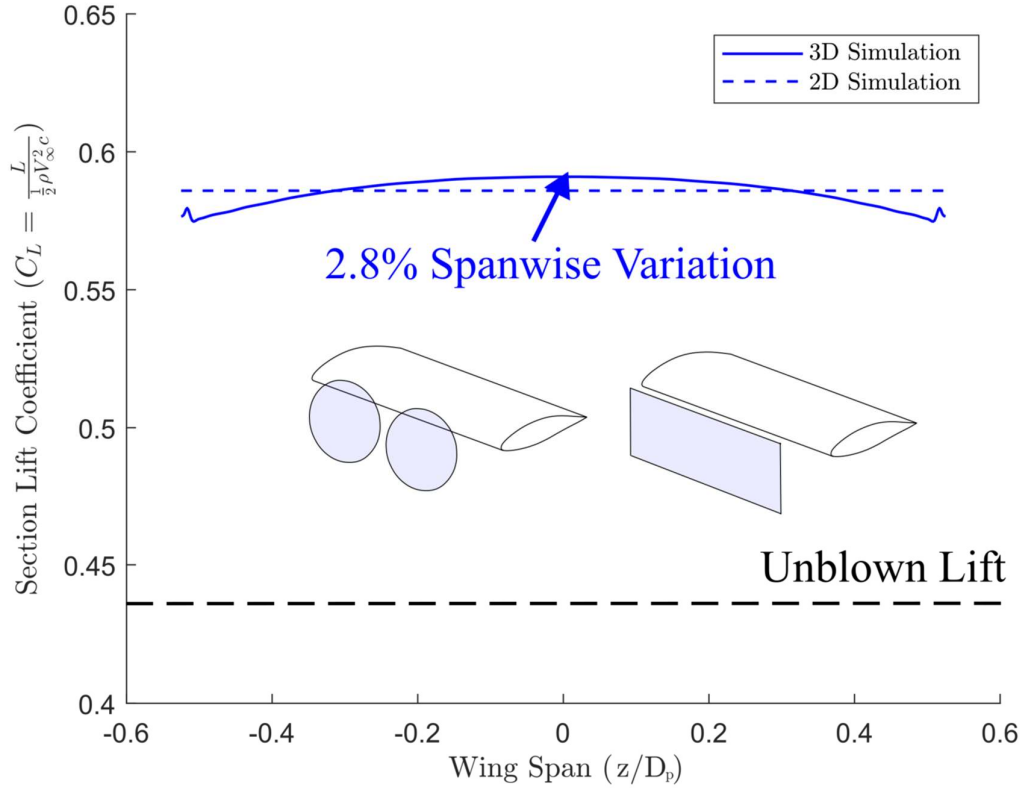 0.65
3D Simulation
2D Simulation
0.6
2.8% Spanwise Variation
0.55
0.5
0.45
Unblown Lift
0.4
-0.6 -0.4 -0.2 0 0.2 0.4 0.6
Wing Span (z/Dₚ)
Section Lift Coefficient (C_L = L / ½ρV∞²c)